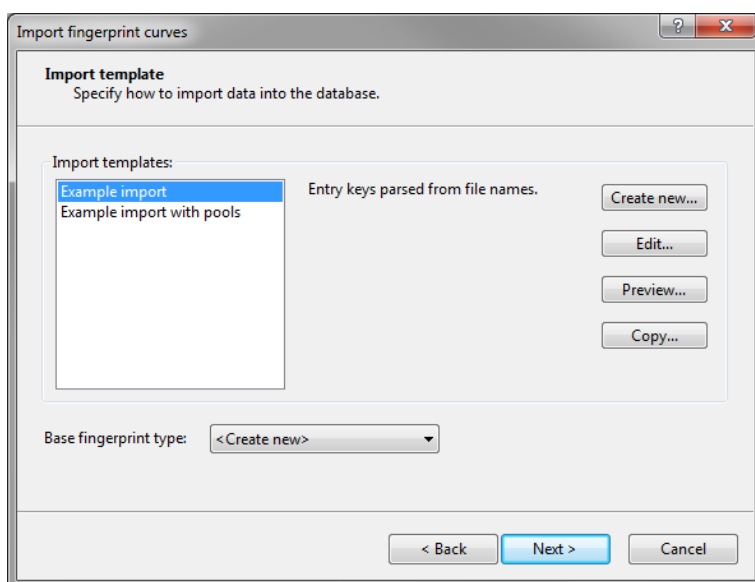 Import fingerprint curves
?
X
Import template
Specify how to import data into the database.
Import templates:
Example import
Example import with pools
Entry keys parsed from file names.
Create new...
Edit...
Preview...
Copy...
Base fingerprint type:
<Create new>
< Back
Next >
Cancel